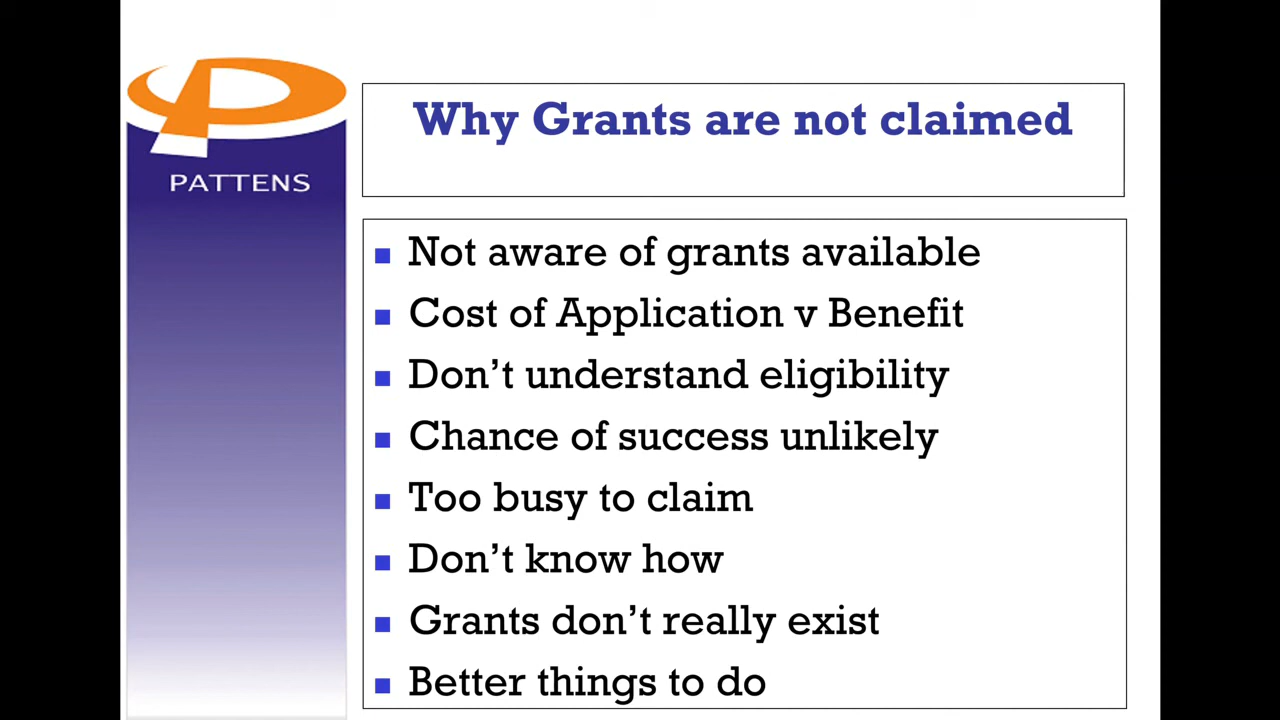 PATTENS
Why Grants are not claimed
Not aware of grants available
Cost of Application v Benefit
Don’t understand eligibility
Chance of success unlikely
Too busy to claim
Don’t know how
Grants don’t really exist
Better things to do